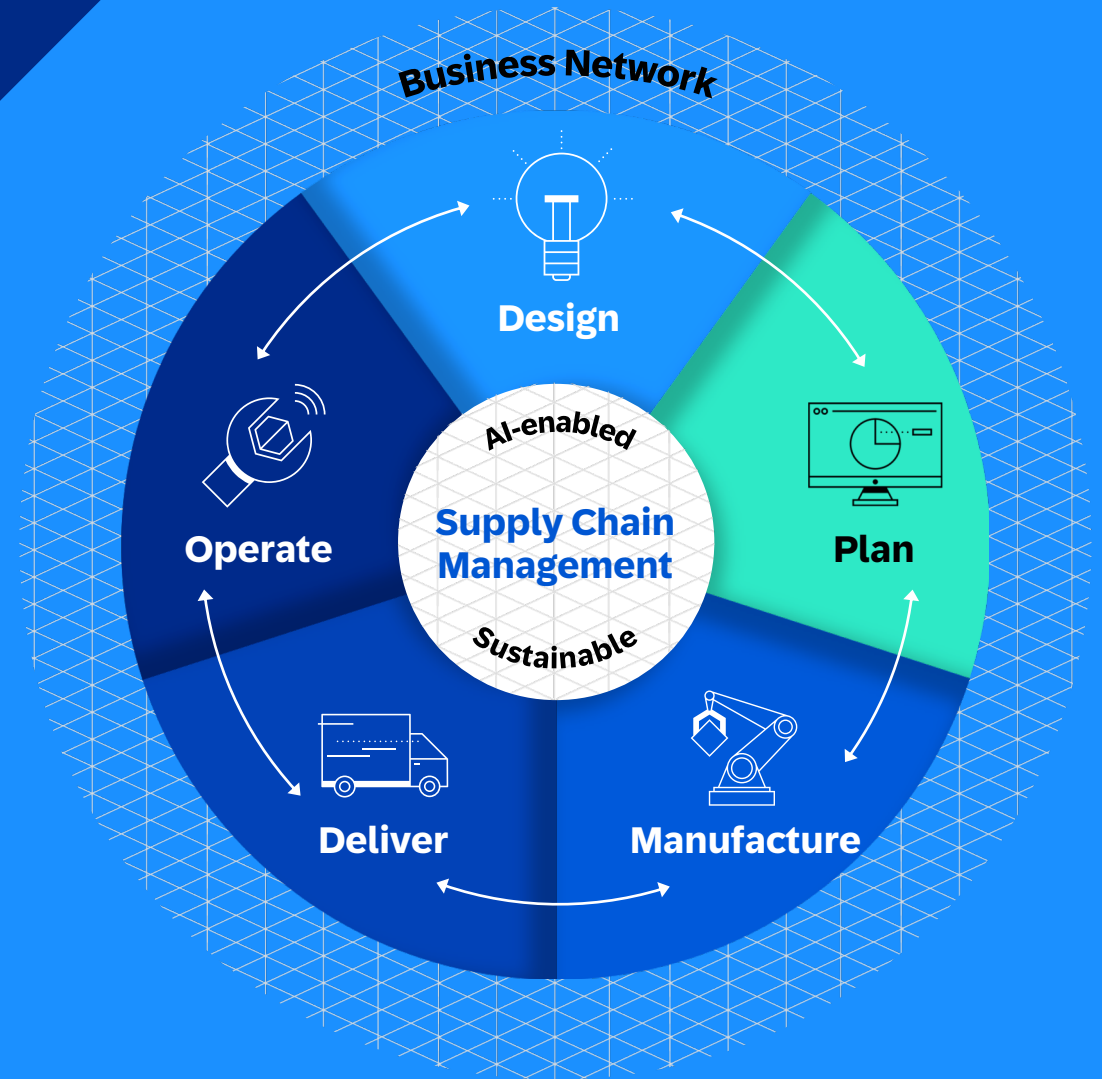 Business Network
Design
AI-enabled
Supply Chain
Management
Sustainable
Operate
Plan
Deliver
Manufacture